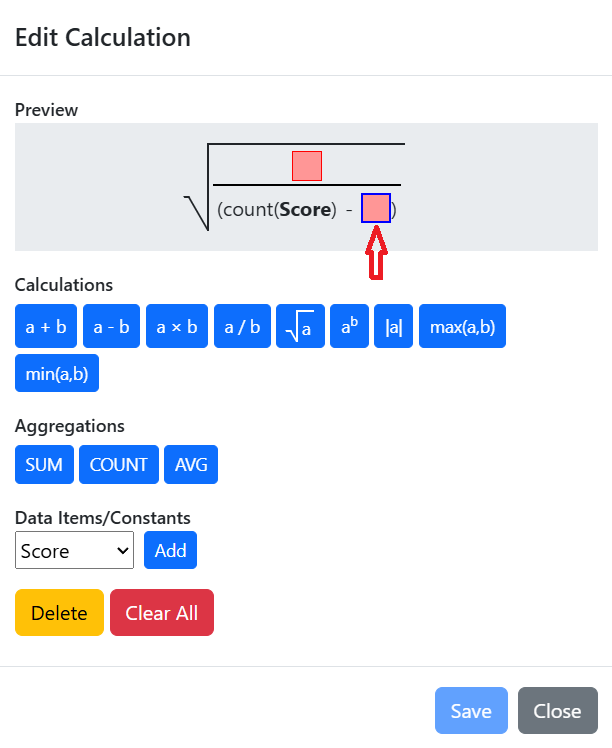 Edit Calculation
Preview
(count(Score) - )
Calculations
a + b a - b a × b a / b √a aᵇ |a| max(a,b)
min(a,b)
Aggregations
SUM COUNT AVG
Data Items/Constants
Score Add
Delete Clear All
Save Close